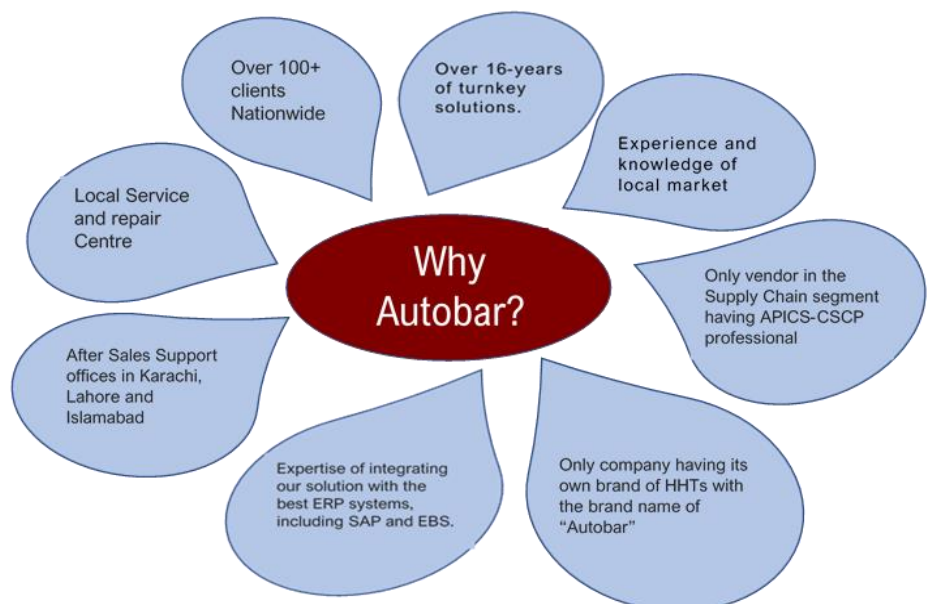 Over 100+
clients
Nationwide
Over 16-years
of turnkey
solutions.
Experience and
knowledge of
local market
Local Service
and repair
Centre
Why
Autobar?
Only vendor in the
Supply Chain segment
having APICS-CSCP
professional
After Sales Support
offices in Karachi,
Lahore and
Islamabad
Expertise of integrating
our solution with the
best ERP systems,
including SAP and EBS.
Only company having its
own brand of HHTs with
the brand name of
“Autobar”